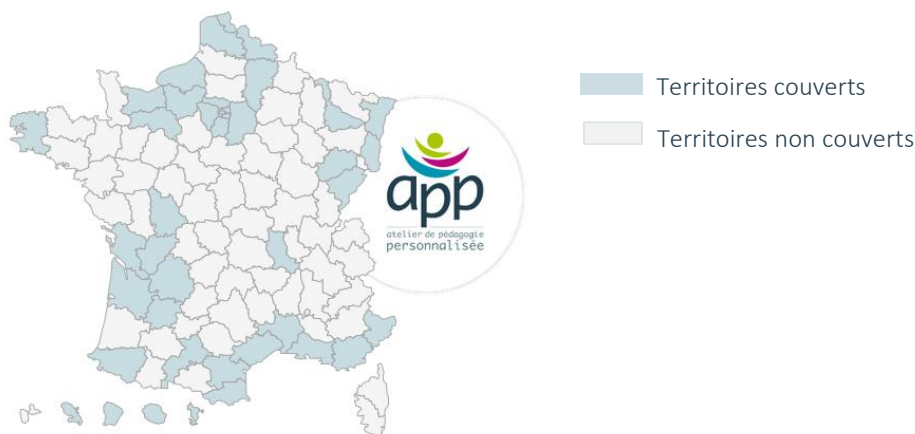 Territoires couverts
Territoires non couverts
app
atelier de pédagogie
personnalisée